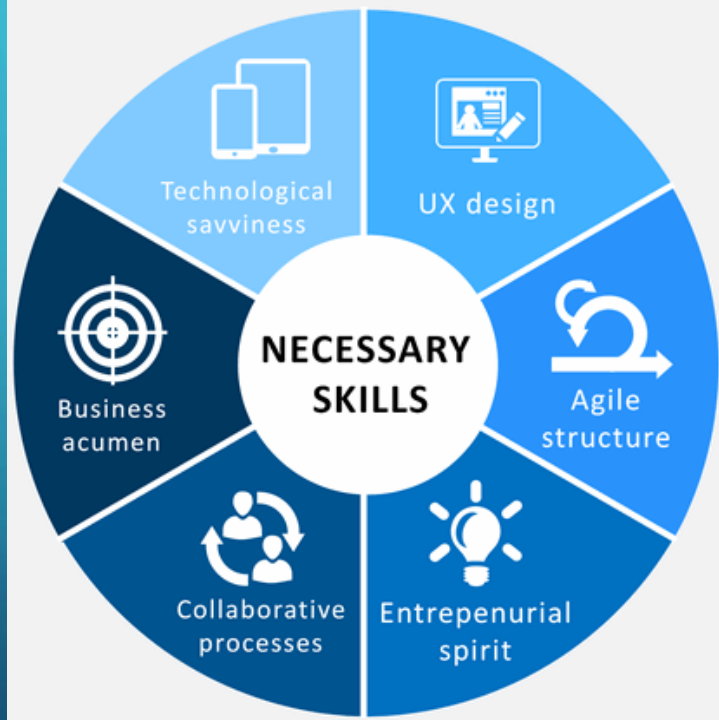 Technological
savviness
UX design
Business
acumen
NECESSARY
SKILLS
Agile
structure
Collaborative
processes
Entrepenurial
spirit